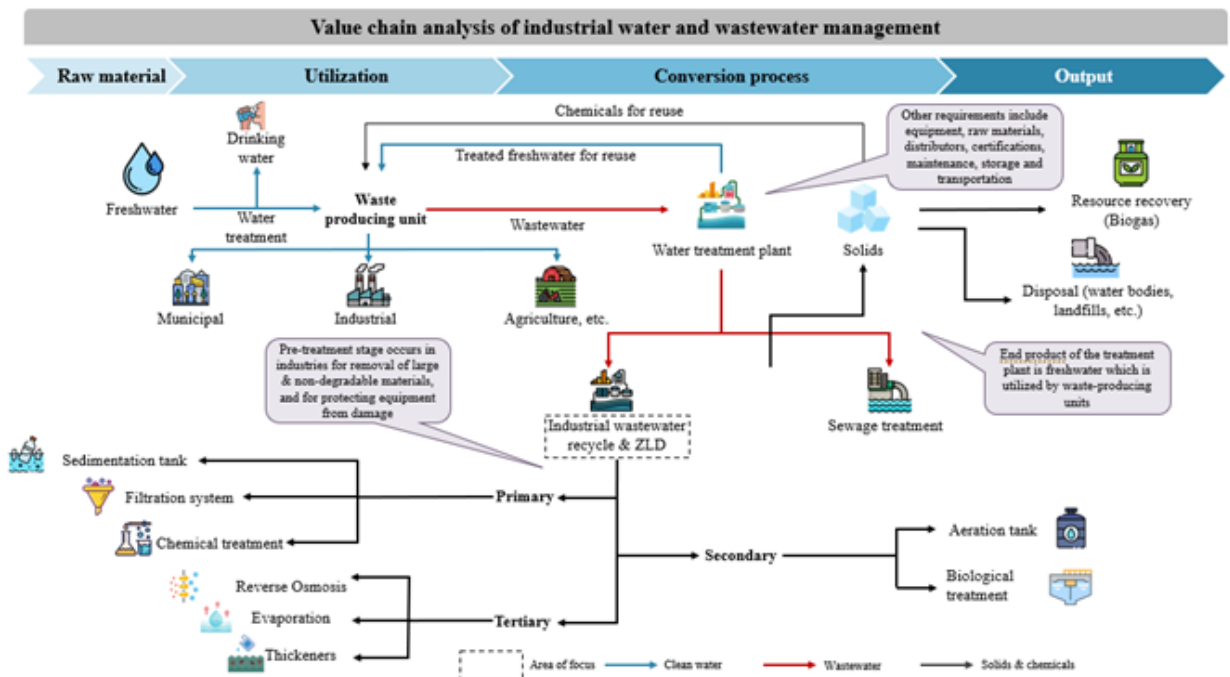 Value chain analysis of industrial water and wastewater management
Raw material
Utilization
Conversion process
Output
Chemicals for reuse
Drinking
water
Treated freshwater for reuse
Other requirements include
equipment, raw materials,
distributors, certifications,
maintenance, storage and
transportation
Freshwater
Water
treatment
Waste
producing unit
Wastewater
Water treatment plant
Solids
Resource recovery
(Biogas)
Municipal
Industrial
Agriculture, etc.
Disposal (water bodies,
landfills, etc.)
Pre-treatment stage occurs in
industries for removal of large
& non-degradable materials,
and for protecting equipment
from damage
End product of the treatment
plant is freshwater which is
utilized by waste-producing
units
Industrial wastewater
recycle & ZLD
Sewage treatment
Sedimentation tank
Filtration system
Chemical treatment
Primary
Secondary
Aeration tank
Biological
treatment
Reverse Osmosis
Evaporation
Thickeners
Tertiary
Area of focus
Clean water
Wastewater
Solids & chemicals